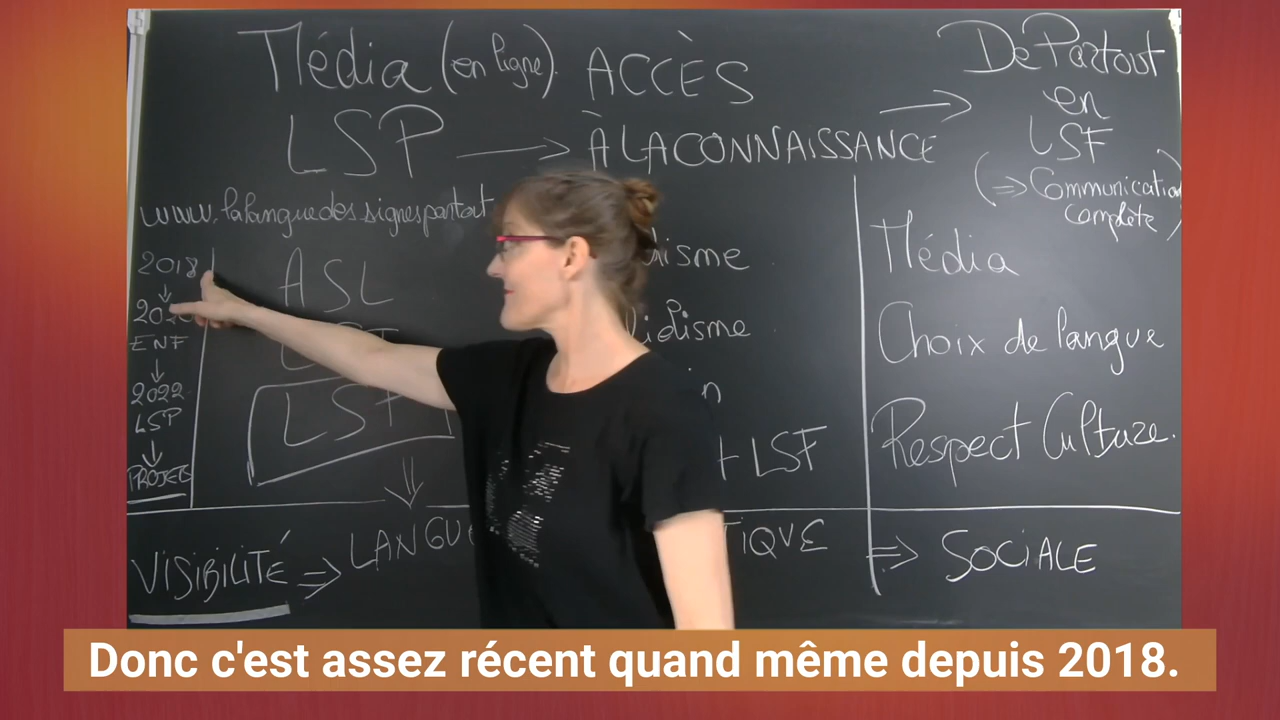 Média (en ligne).
LSP →
ACCÈS
À LA CONNAISSANCE →
De Partout
en
LSF
(⇒ Communication
complète)
www.lalanguedessignespartout
2018
↓
ENF
↓
2022
LSP
↓
PROJETS
ASL
LSF
+ LSF
Média
Choix de langue
Respect Culture.
VISIBILITÉ ⇒ LANGUE
⇒ SOCIALE
Donc c'est assez récent quand même depuis 2018.